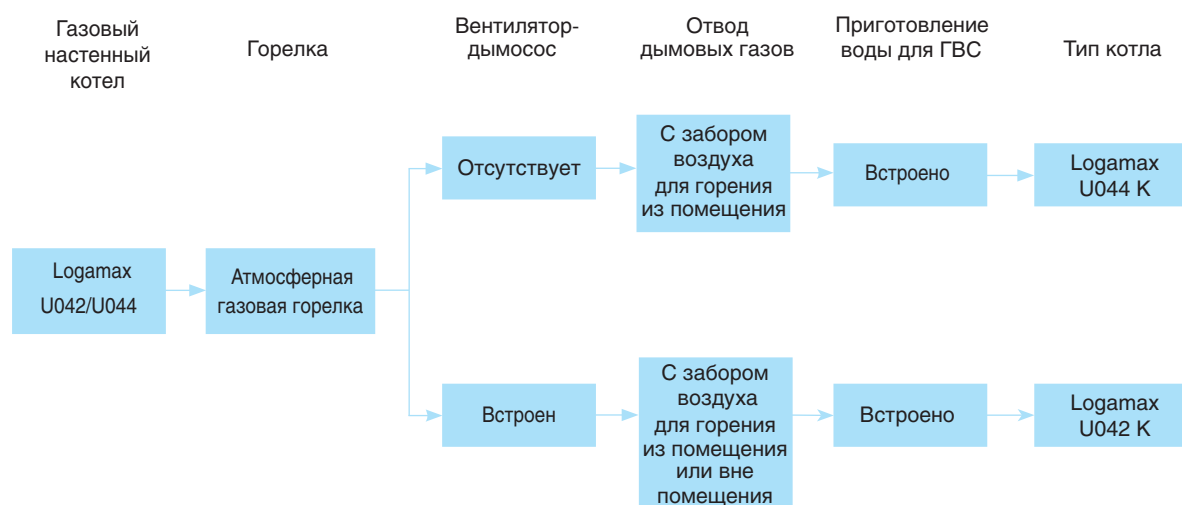 Газовый
настенный
котел
Горелка
Вентилятор-
дымосос
Отвод
дымовых газов
Приготовление
воды для ГВС
Тип котла
Logamax
U042/U044
Атмосферная
газовая горелка
Отсутствует
С забором
воздуха
для горения
из помещения
Встроено
Logamax
U044 K
Встроен
С забором
воздуха
для горения
из помещения
или вне
помещения
Встроено
Logamax
U042 K